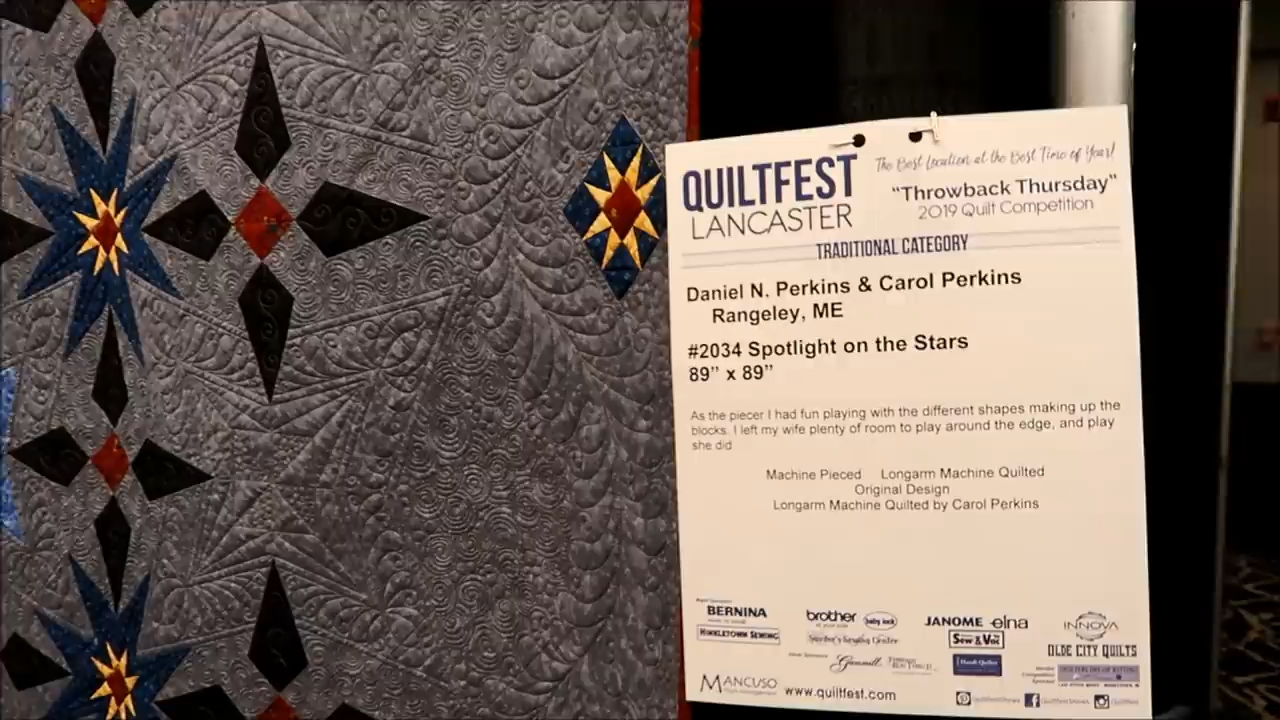 QUILTFEST
LANCASTER
The Best Location at the Best Time of Year!
“Throwback Thursday”
2019 Quilt Competition
TRADITIONAL CATEGORY
Daniel N. Perkins & Carol Perkins
Rangeley, ME
#2034 Spotlight on the Stars
89” x 89”
As the piecer I had fun playing with the different shapes making up the
blocks. I left my wife plenty of room to play around the edge, and play
she did
Machine Pieced Longarm Machine Quilted
Original Design
Longarm Machine Quilted by Carol Perkins
BERNINA
brother
baby lock
JANOME elna
INNOVA
HINKLETOWN SEWING
Sew & Vac
OLDE CITY QUILTS
Gammill
Handi Quilter
MANCUSO
www.quiltfest.com